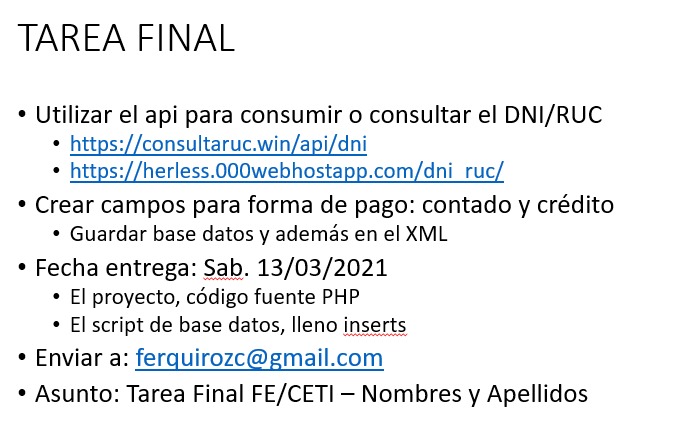 TAREA FINAL
• Utilizar el api para consumir o consultar el DNI/RUC
• https://consultaruc.win/api/dni
• https://herless.000webhostapp.com/dni_ruc/
• Crear campos para forma de pago: contado y crédito
• Guardar base datos y además en el XML
• Fecha entrega: Sab. 13/03/2021
• El proyecto, código fuente PHP
• El script de base datos, lleno inserts
• Enviar a: ferquirozc@gmail.com
• Asunto: Tarea Final FE/CETI – Nombres y Apellidos